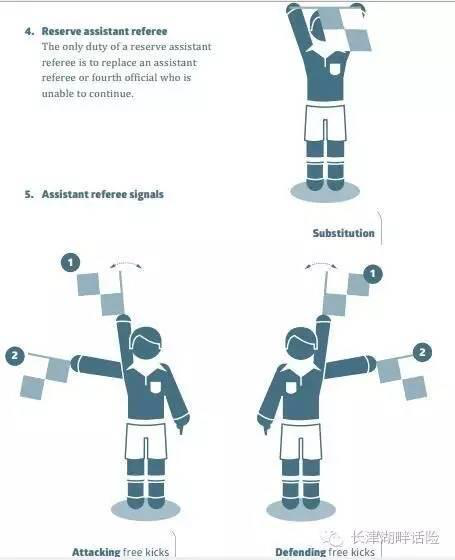 4. Reserve assistant referee
The only duty of a reserve assistant
referee is to replace an assistant
referee or fourth official who is
unable to continue.
5. Assistant referee signals
Substitution
1
1
2
2
Attacking free kicks
Defending free kicks
长津湖畔话险